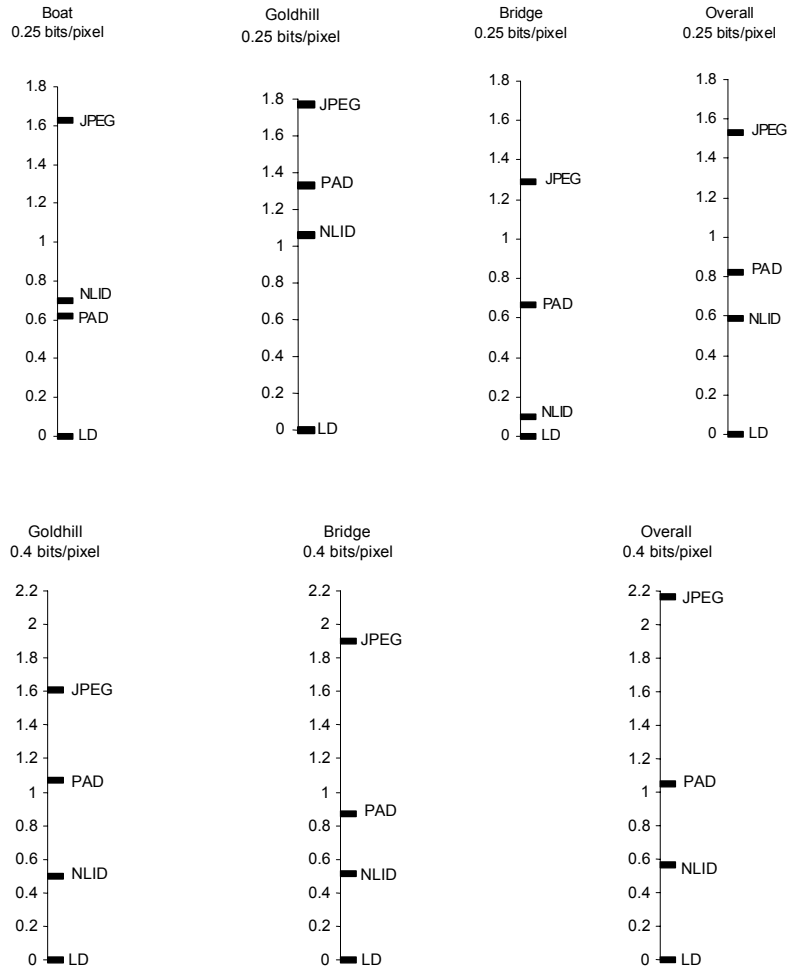 Boat
0.25 bits/pixel
1.8
1.6
1.4
1.2
1
0.8
0.6
0.4
0.2
0
JPEG
NLID
PAD
LD
Goldhill
0.25 bits/pixel
1.8
1.6
1.4
1.2
1
0.8
0.6
0.4
0.2
0
JPEG
PAD
NLID
LD
Bridge
0.25 bits/pixel
1.8
1.6
1.4
1.2
1
0.8
0.6
0.4
0.2
0
JPEG
PAD
NLID
LD
Overall
0.25 bits/pixel
1.8
1.6
1.4
1.2
1
0.8
0.6
0.4
0.2
0
JPEG
PAD
NLID
LD
Goldhill
0.4 bits/pixel
2.2
2
1.8
1.6
1.4
1.2
1
0.8
0.6
0.4
0.2
0
JPEG
PAD
NLID
LD
Bridge
0.4 bits/pixel
2.2
2
1.8
1.6
1.4
1.2
1
0.8
0.6
0.4
0.2
0
JPEG
PAD
NLID
LD
Overall
0.4 bits/pixel
2.2
2
1.8
1.6
1.4
1.2
1
0.8
0.6
0.4
0.2
0
JPEG
PAD
NLID
LD